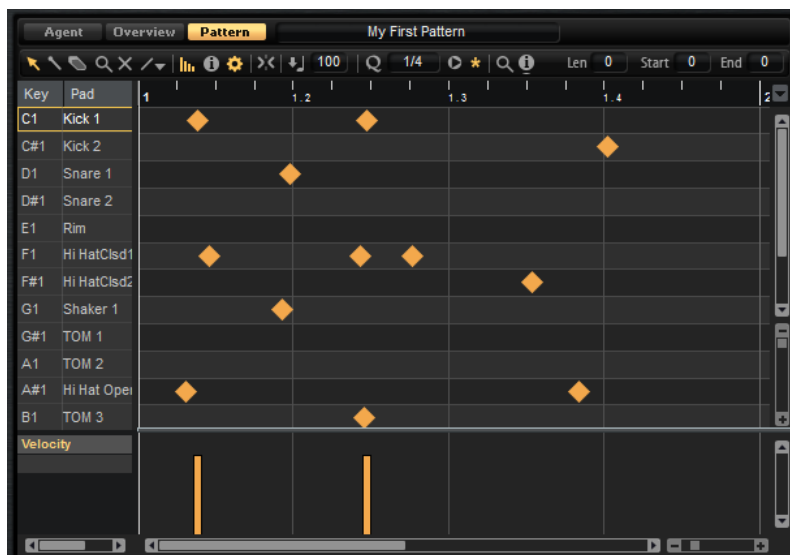 Agent Overview Pattern My First Pattern
100 Q 1/4 Len 0 Start 0 End 0
Key Pad 1 1.2 1.3 1.4 2
C1 Kick 1
C#1 Kick 2
D1 Snare 1
D#1 Snare 2
E1 Rim
F1 Hi HatClsd1
F#1 Hi HatClsd2
G1 Shaker 1
G#1 TOM 1
A1 TOM 2
A#1 Hi Hat Oper
B1 TOM 3
Velocity